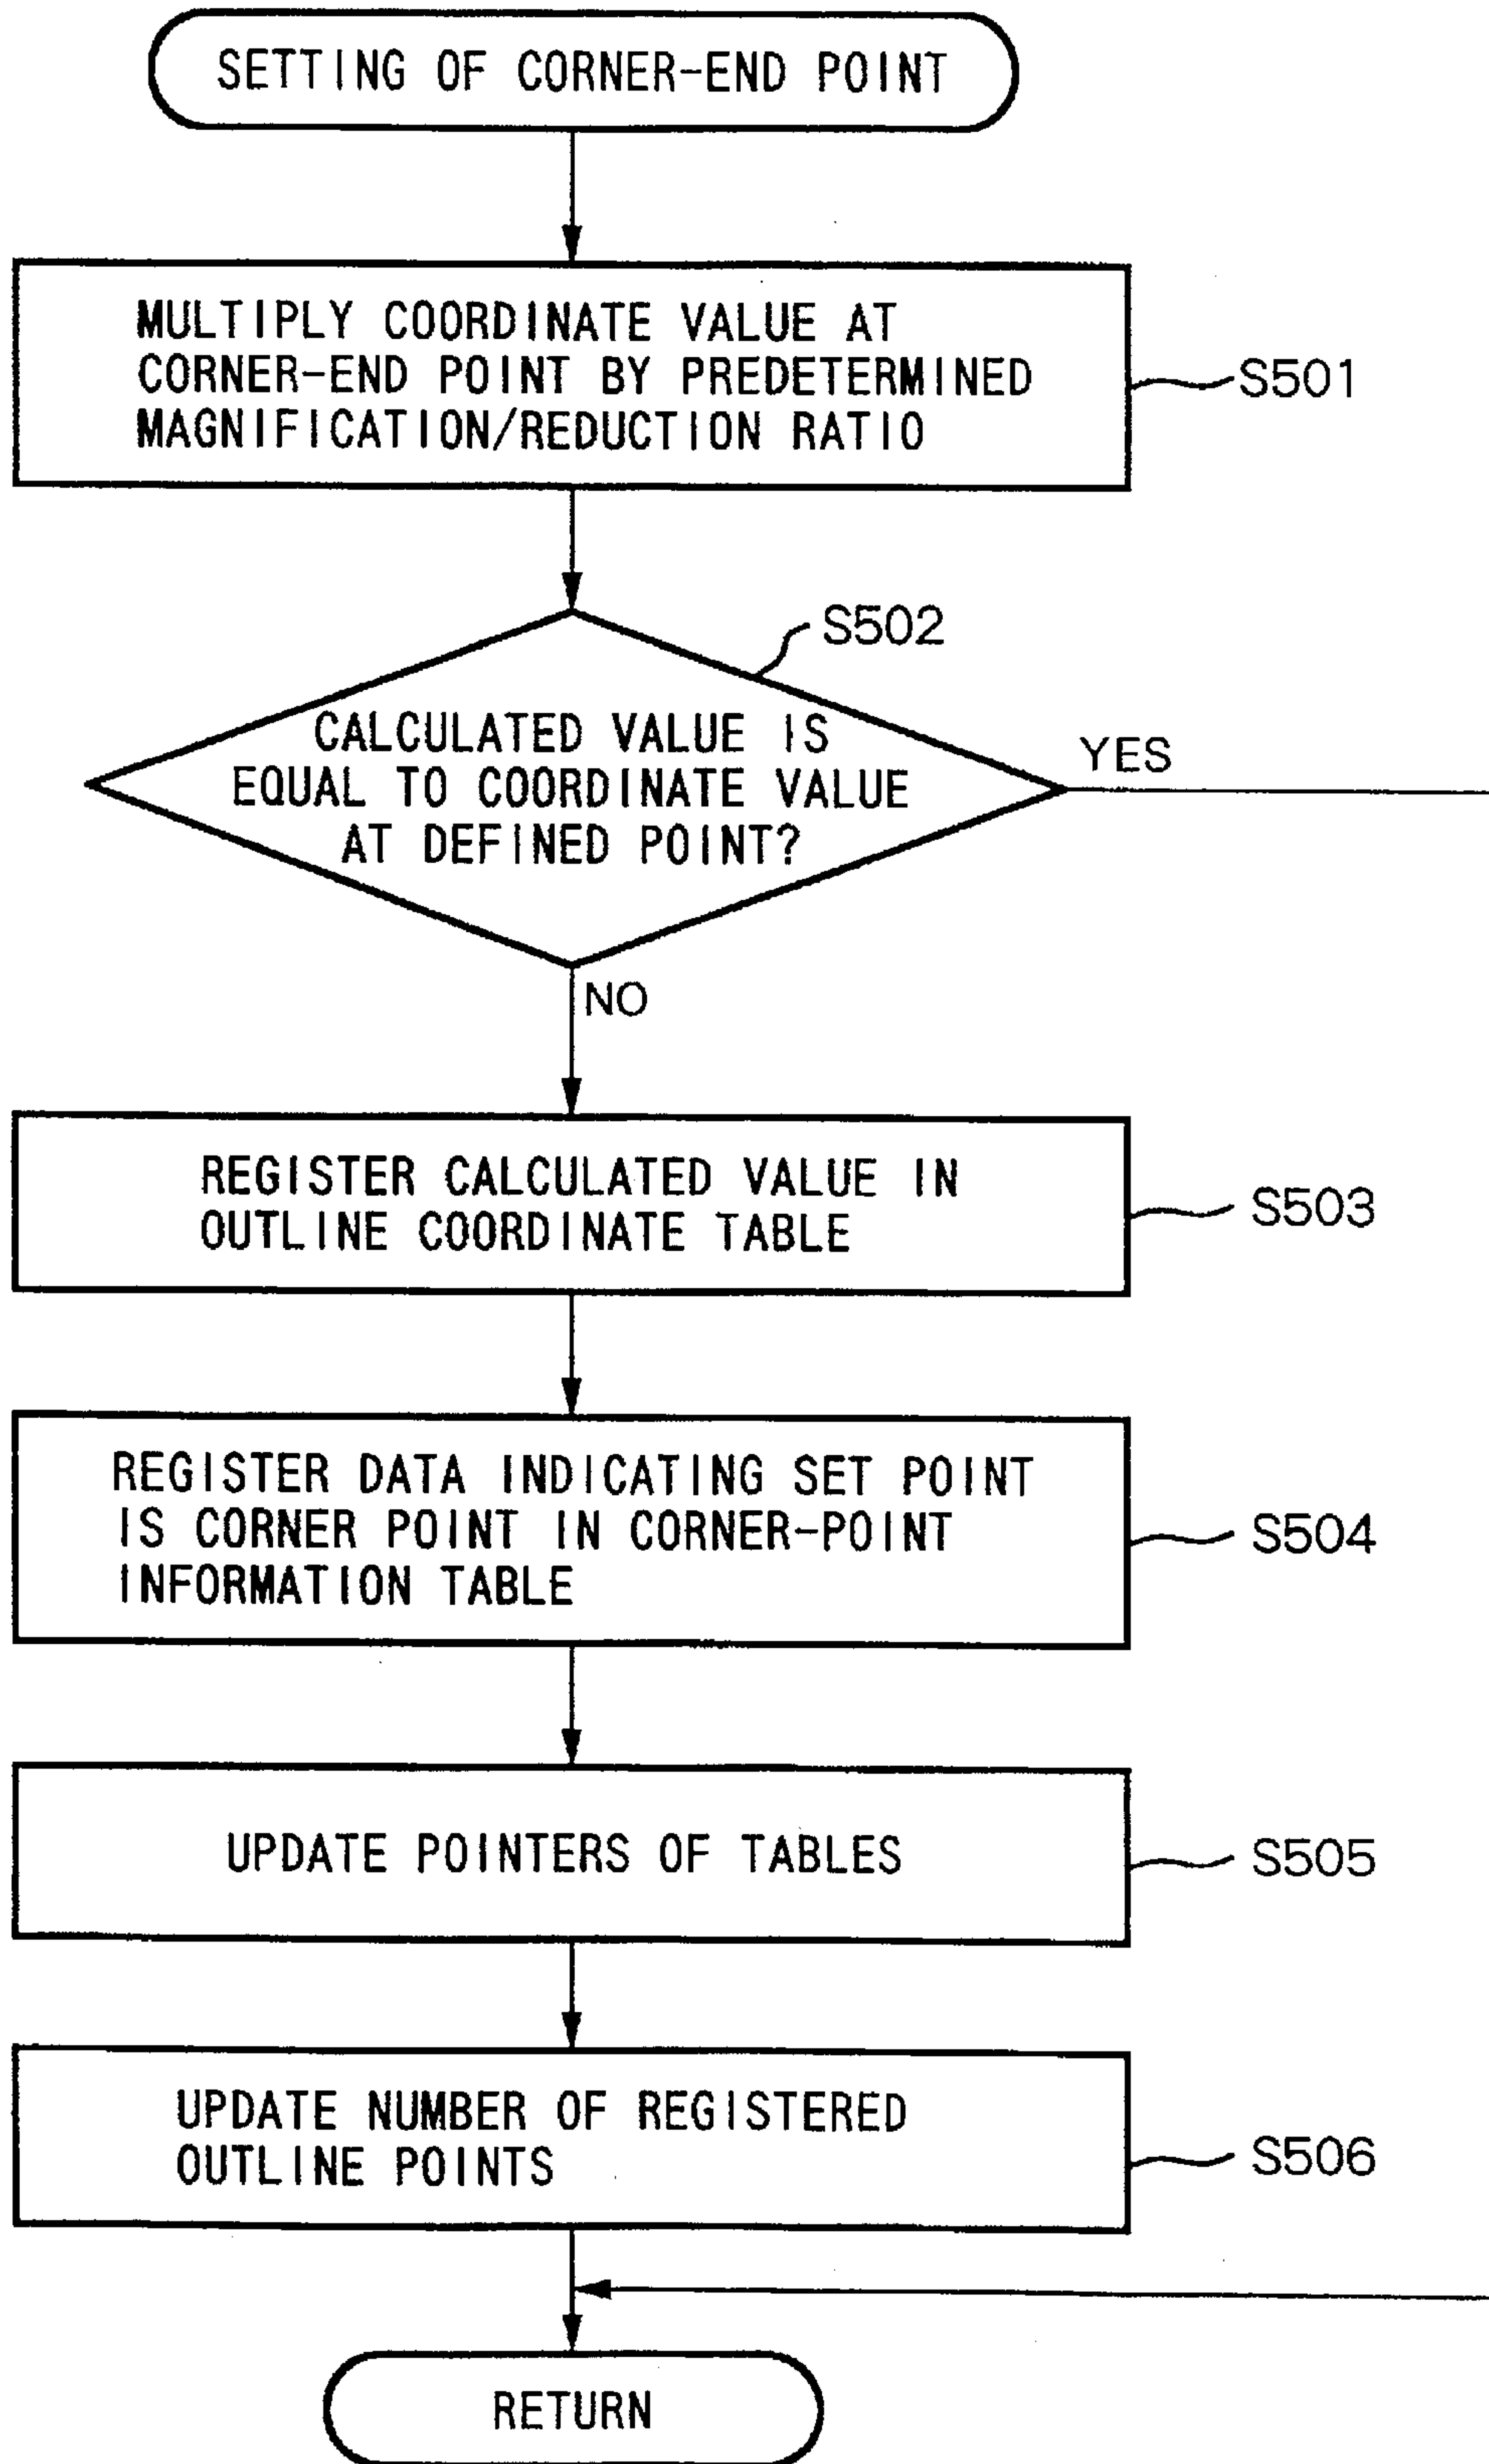 SETTING OF CORNER-END POINT
MULTIPLY COORDINATE VALUE AT
CORNER-END POINT BY PREDETERMINED
MAGNIFICATION/REDUCTION RATIO
S501
S502
CALCULATED VALUE IS
EQUAL TO COORDINATE VALUE
AT DEFINED POINT?
YES
NO
REGISTER CALCULATED VALUE IN
OUTLINE COORDINATE TABLE
S503
REGISTER DATA INDICATING SET POINT
IS CORNER POINT IN CORNER-POINT
INFORMATION TABLE
S504
UPDATE POINTERS OF TABLES
S505
UPDATE NUMBER OF REGISTERED
OUTLINE POINTS
S506
RETURN